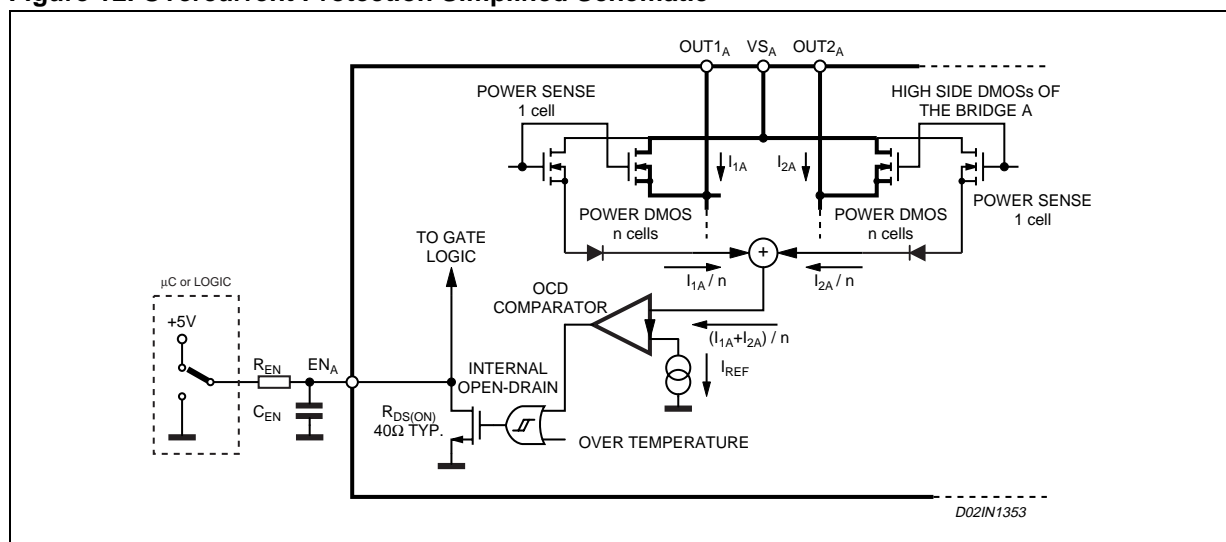 Figure 12. Overcurrent Protection Simplified Schematic
OUT1A VSA OUT2A
POWER SENSE
1 cell
HIGH SIDE DMOSs OF
THE BRIDGE A
I1A
I2A
POWER SENSE
1 cell
POWER DMOS
n cells
POWER DMOS
n cells
TO GATE
LOGIC
+
I1A / n
I2A / n
μC or LOGIC
OCD
COMPARATOR
+5V
(I1A+I2A) / n
REN
ENA
INTERNAL
OPEN-DRAIN
IREF
CEN
RDS(ON)
40Ω TYP.
OVER TEMPERATURE
D02IN1353